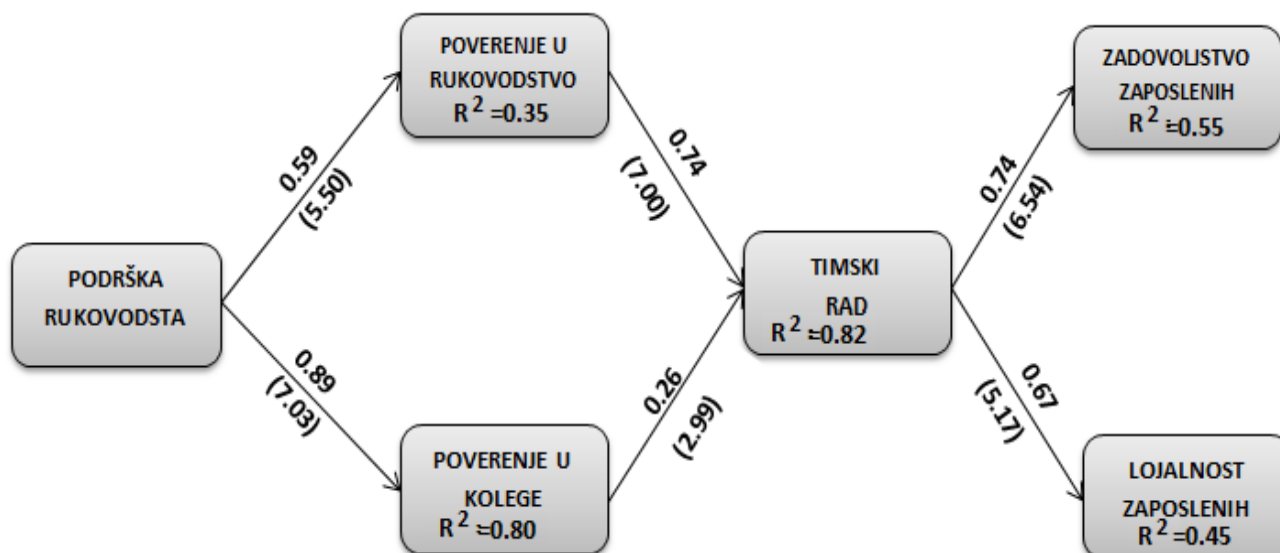 POVERENJE U
RUKOVODSTVO
R² =0.35
ZADOVOLJSTVO
ZAPOSLENIH
R² =0.55
0.59
(5.50)
0.74
(7.00)
0.74
(6.54)
PODRŠKA
RUKOVODSTA
TIMSKI
RAD
R² =0.82
0.89
(7.03)
0.26
(2.99)
0.67
(5.17)
POVERENJE U
KOLEGE
R² =0.80
LOJALNOST
ZAPOSLENIH
R² =0.45